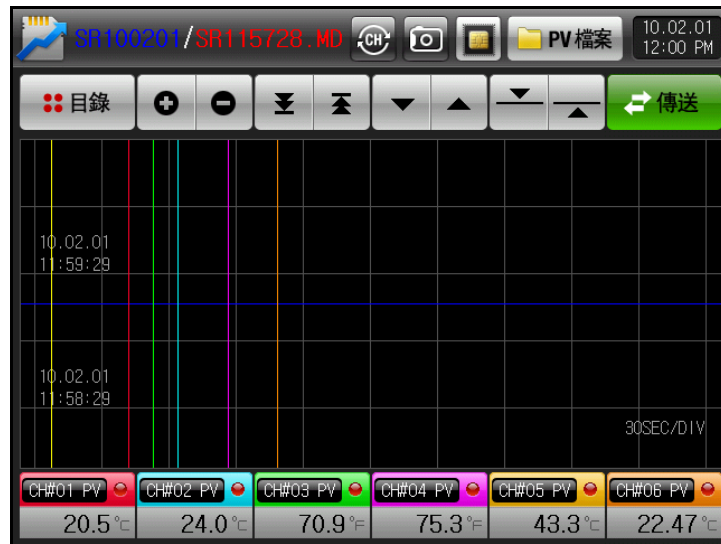 SR100201/SR115728.MD CH PV檔案 10.02.01
12:00 PM
目錄 傳送
10.02.01
11:59:29
10.02.01
11:58:29
30SEC/DIV
CH#01 PV CH#02 PV CH#03 PV CH#04 PV CH#05 PV CH#06 PV
20.5℃ 24.0℃ 70.9℉ 75.3℉ 43.3℃ 22.47℃